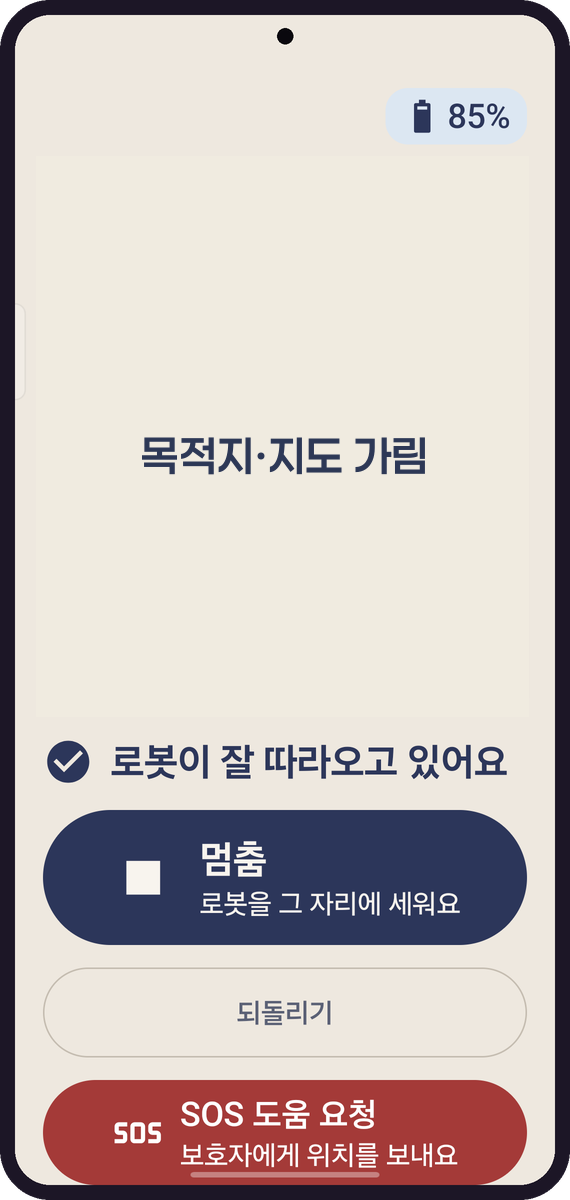 85%
목적지·지도 가림
로봇이 잘 따라오고 있어요
멈춤
로봇을 그 자리에 세워요
되돌리기
SOS
SOS 도움 요청
보호자에게 위치를 보내요